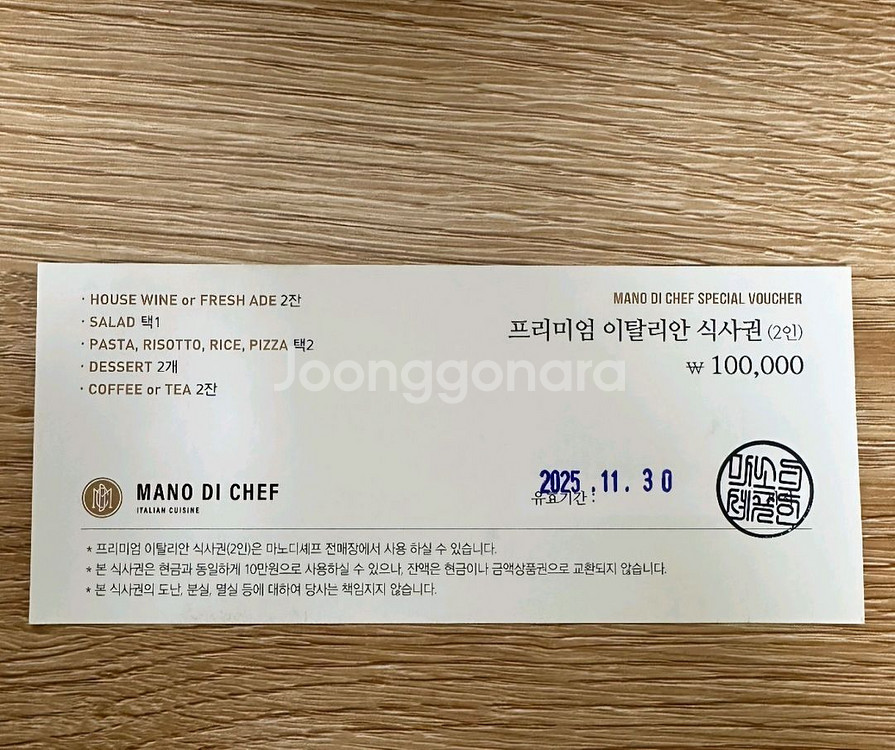 · HOUSE WINE or FRESH ADE 2잔
· SALAD 택1
· PASTA, RISOTTO, RICE, PIZZA 택2
· DESSERT 2개
· COFFEE or TEA 2잔
MANO DI CHEF SPECIAL VOUCHER
프리미엄 이탈리안 식사권 (2인)
₩ 100,000
Joonggonara
MANO DI CHEF
ITALIAN CUISINE
2025.11.30
유효기간 :
* 프리미엄 이탈리안 식사권(2인)은 마노디셰프 전매장에서 사용 하실 수 있습니다.
* 본 식사권은 현금과 동일하게 10만원으로 사용하실 수 있으나, 잔액은 현금이나 금액상품권으로 교환되지 않습니다.
* 본 식사권의 도난, 분실, 멸실 등에 대하여 당사는 책임지지 않습니다.